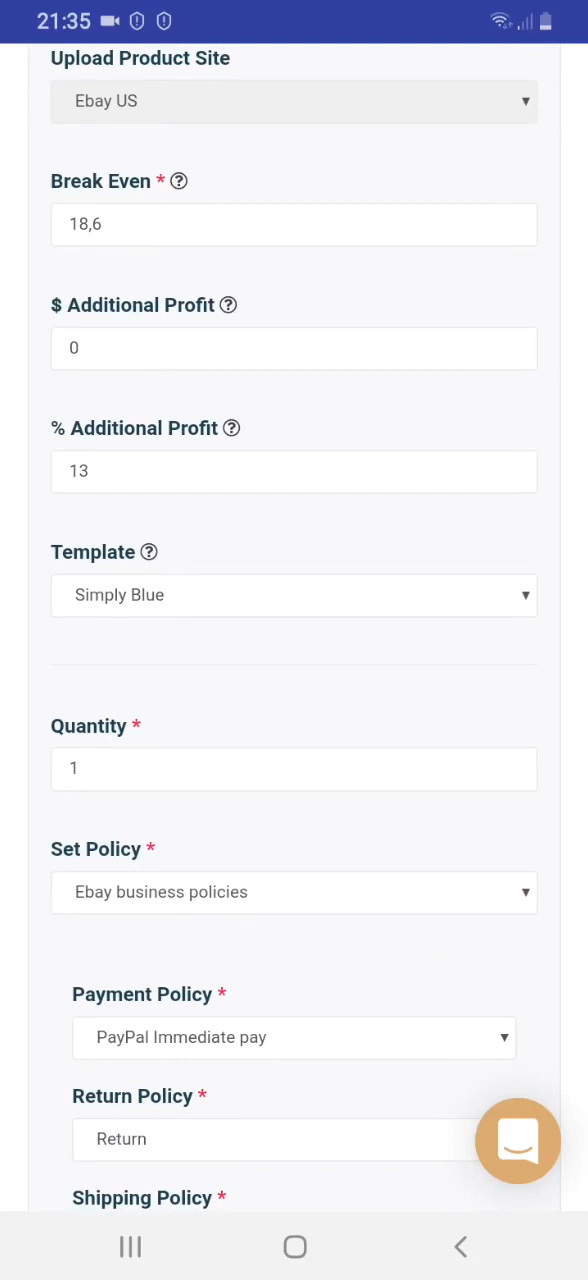 21:35
Upload Product Site
Ebay US
Break Even *
18,6
$ Additional Profit
0
% Additional Profit
13
Template
Simply Blue
Quantity *
1
Set Policy *
Ebay business policies
Payment Policy *
PayPal Immediate pay
Return Policy *
Return
Shipping Policy *